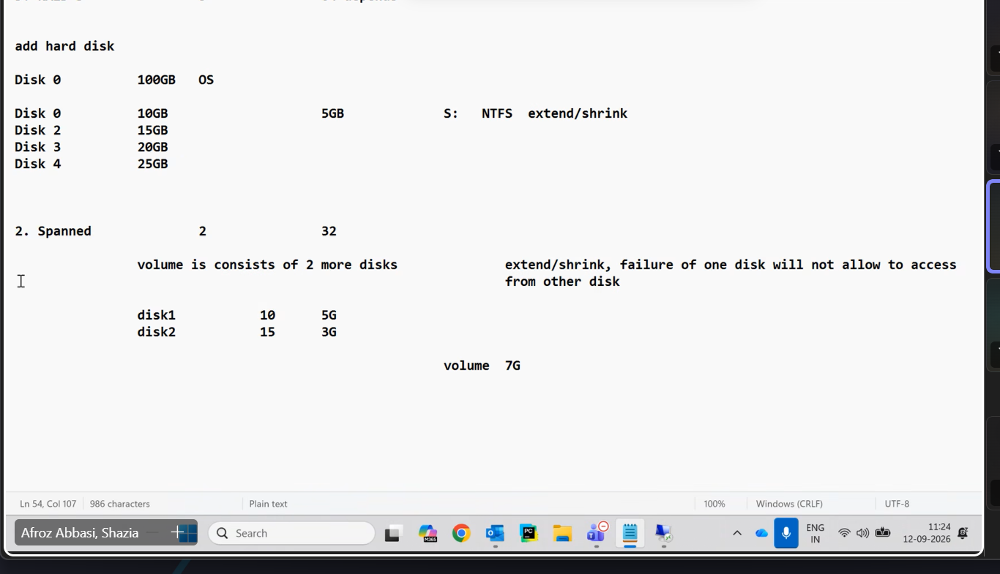 add hard disk
Disk 0 100GB OS
Disk 0 10GB 5GB S: NTFS extend/shrink
Disk 2 15GB
Disk 3 20GB
Disk 4 25GB
2. Spanned 2 32
volume is consists of 2 more disks extend/shrink, failure of one disk will not allow to access
from other disk
disk1 10 5G
disk2 15 3G
volume 7G
Ln 54, Col 107 986 characters Plain text 100% Windows (CRLF) UTF-8
Afroz Abbasi, Shazia Search M365 PC ENG
IN
11:24
12-09-2026